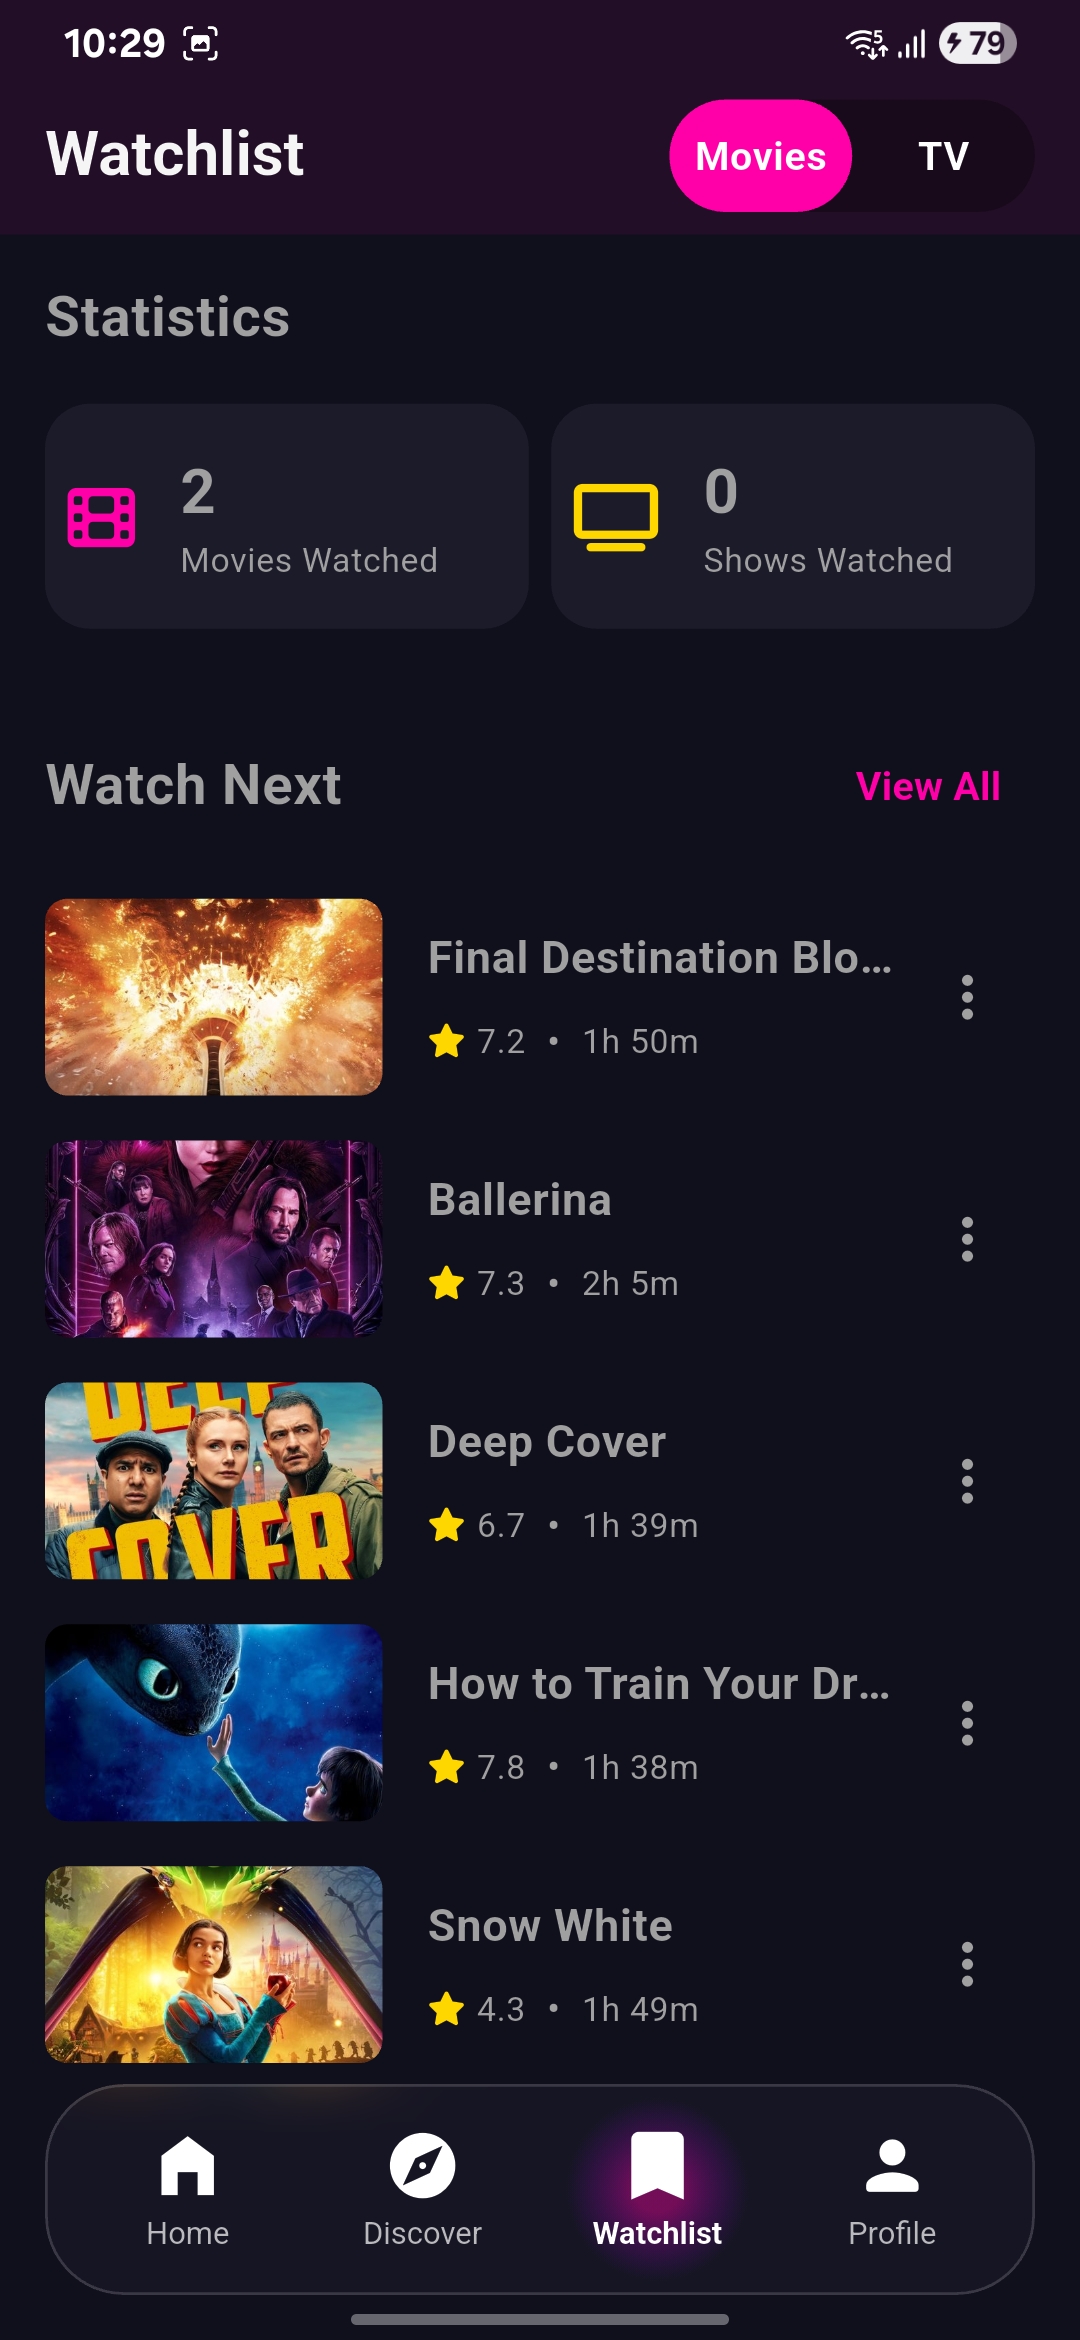 10:29
5
79
Watchlist
Movies
TV
Statistics
2
Movies Watched
0
Shows Watched
Watch Next
View All
Final Destination Blo...
7.2 • 1h 50m
Ballerina
7.3 • 2h 5m
DEEP
COVER
Deep Cover
6.7 • 1h 39m
How to Train Your Dr...
7.8 • 1h 38m
Snow White
4.3 • 1h 49m
Home
Discover
Watchlist
Profile